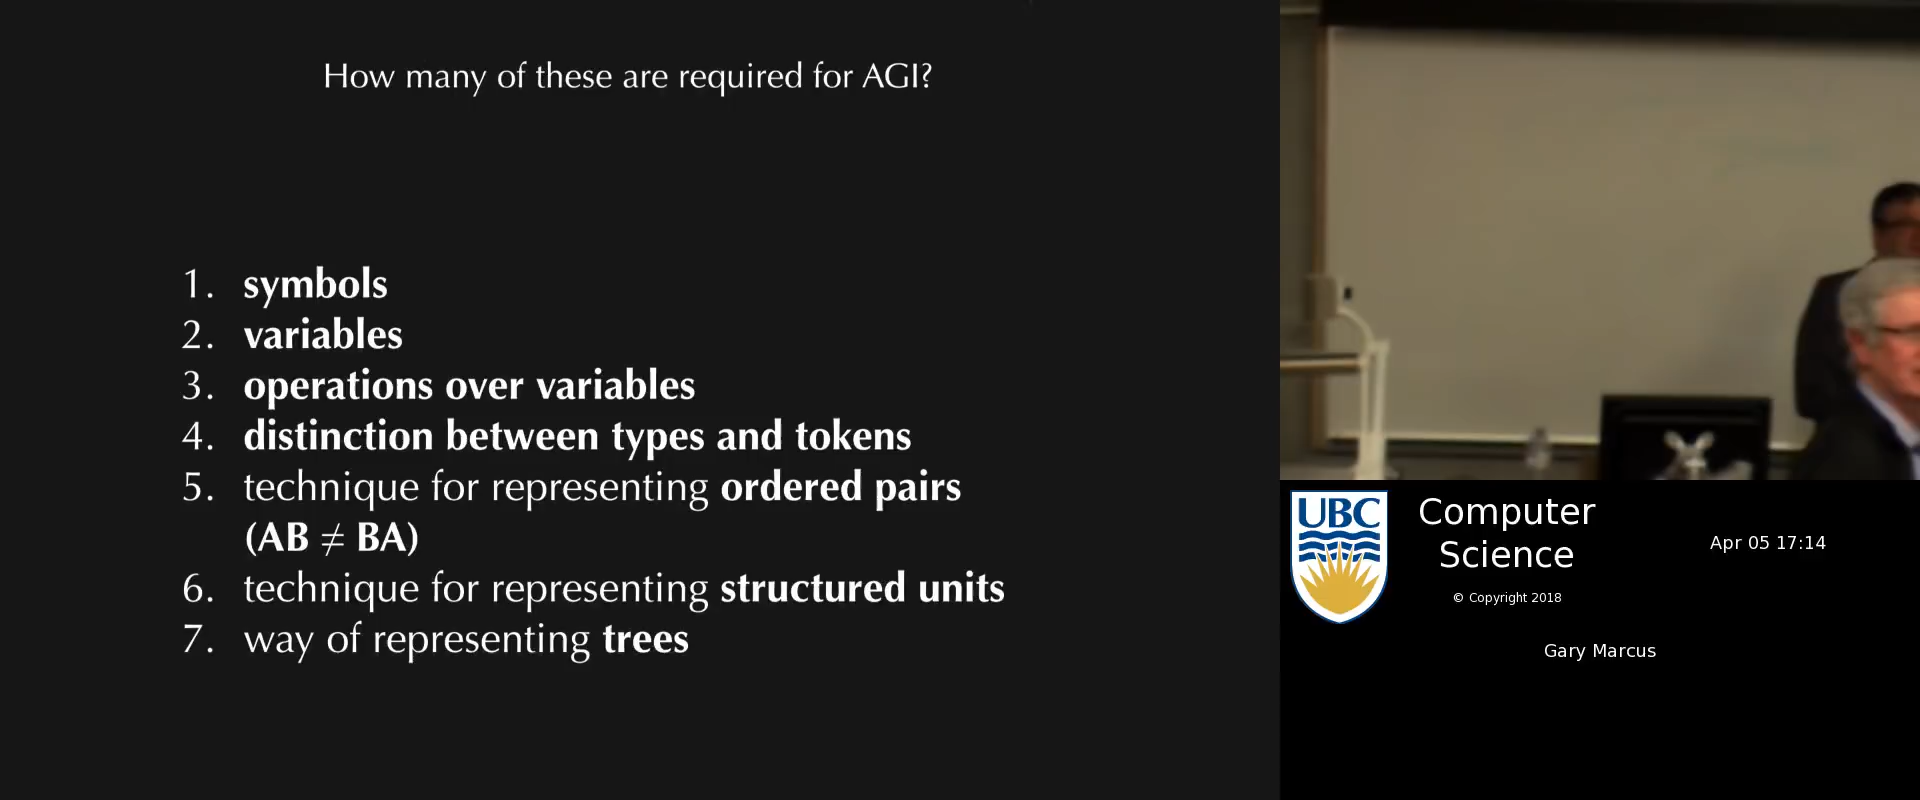 How many of these are required for AGI?
1. symbols
2. variables
3. operations over variables
4. distinction between types and tokens
5. technique for representing ordered pairs
(AB ≠ BA)
6. technique for representing structured units
7. way of representing trees
UBC
Computer
Science
Apr 05 17:14
© Copyright 2018
Gary Marcus